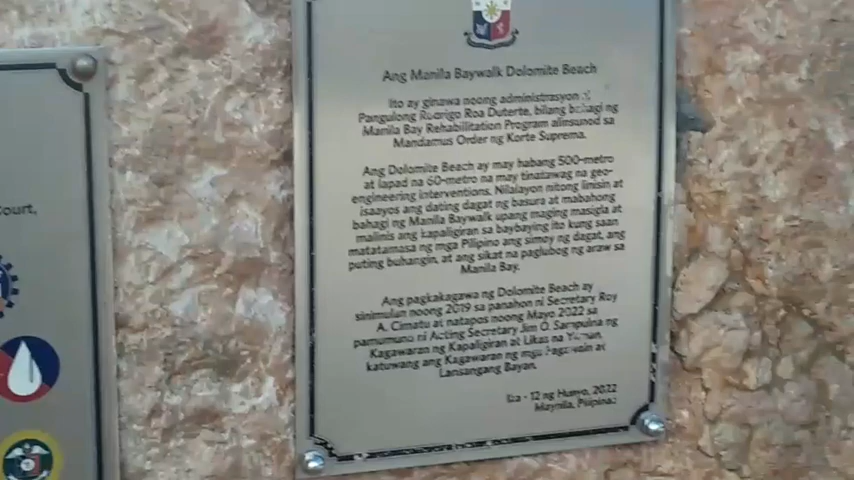 Ang Manila Baywalk Dolomite Beach
Ito ay ginawa noong administrasyon ni
Pangulong Rodrigo Roa Duterte, bilang bahagi ng
Manila Bay Rehabilitation Program alinsunod sa
Mandamus Order ng Korte Suprema.
Ang Dolomite Beach ay may habang 500-metro
at lapad na 60-metro na may tinatawag na geo-
engineering interventions. Nilalayon nitong linisin at
isaayos ang dating dagat ng basura at mabahong
bahagi ng Manila Baywalk upang maging masigla at
malinis ang kapaligiran sa baybaying ito kung saan
matatamasa ng mga Pilipino ang simoy ng dagat, ang
puting buhangin, at ang sikat na paglubog ng araw sa
Manila Bay.
Ang pagkakagawa ng Dolomite Beach ay
sinimulan noong 2019 sa panahon ni Secretary Roy
A. Cimatu at natapos noong Mayo 2022 sa
pamumuno ni Acting Secretary Jim O. Sampulna ng
Kagawaran ng Kapaligiran at Likas na Yaman,
katuwang ang Kagawaran ng mga Pagawain at
Lansangang Bayan.
Ika - 12 ng Hunyo, 2022
Maynila, Pilipinas
Court,